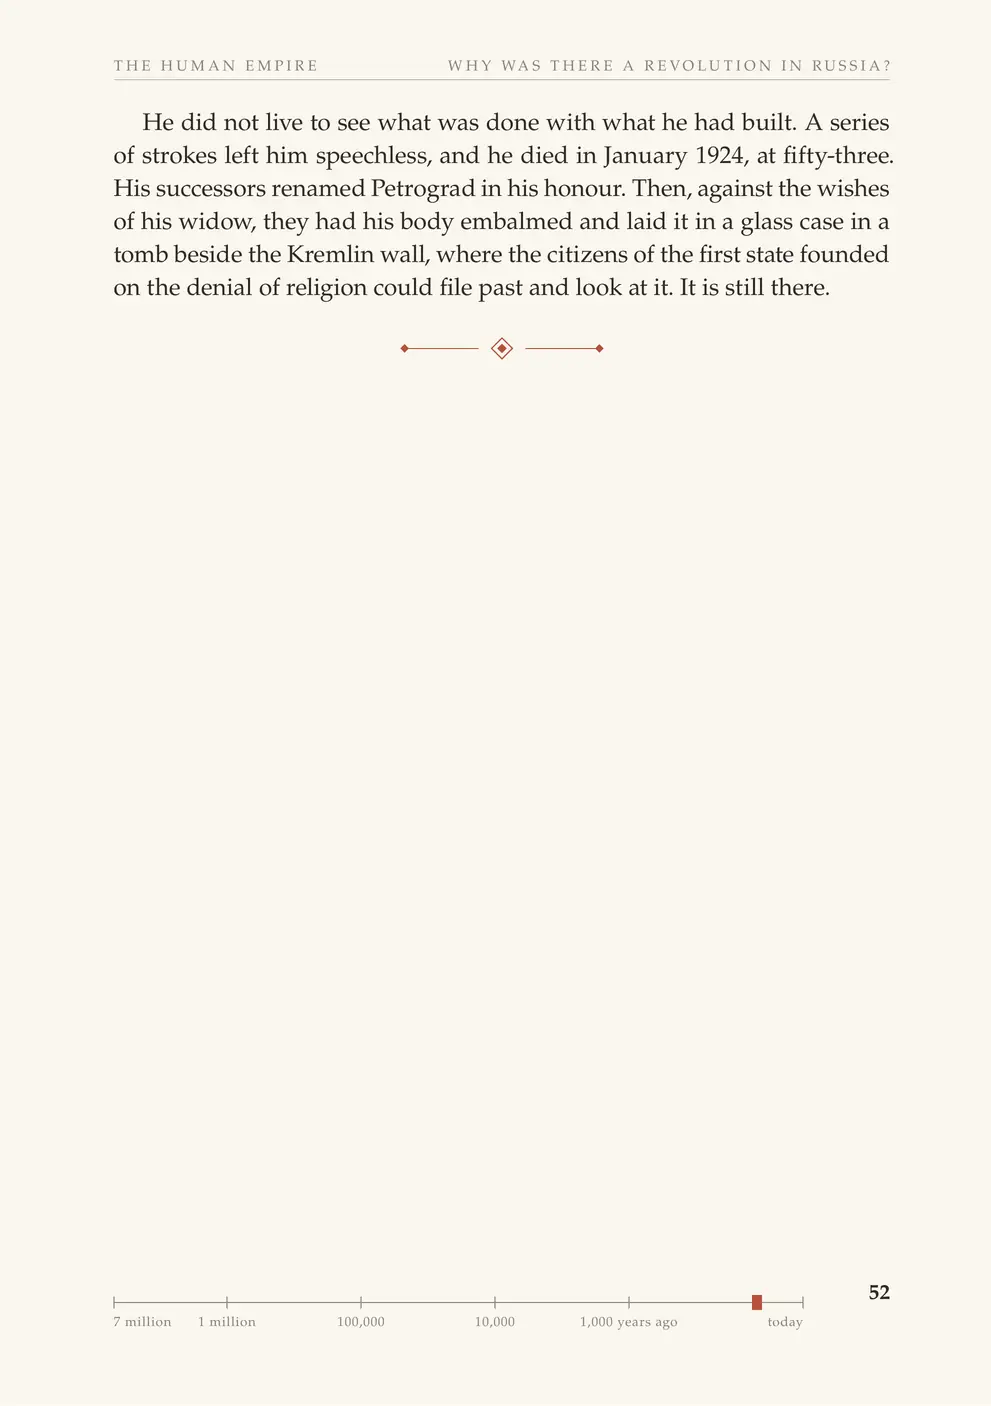 THE HUMAN EMPIRE
WHY WAS THERE A REVOLUTION IN RUSSIA?
He did not live to see what was done with what he had built. A series
of strokes left him speechless, and he died in January 1924, at fifty-three.
His successors renamed Petrograd in his honour. Then, against the wishes
of his widow, they had his body embalmed and laid it in a glass case in a
tomb beside the Kremlin wall, where the citizens of the first state founded
on the denial of religion could file past and look at it. It is still there.
52
7 million
1 million
100,000
10,000
1,000 years ago
today